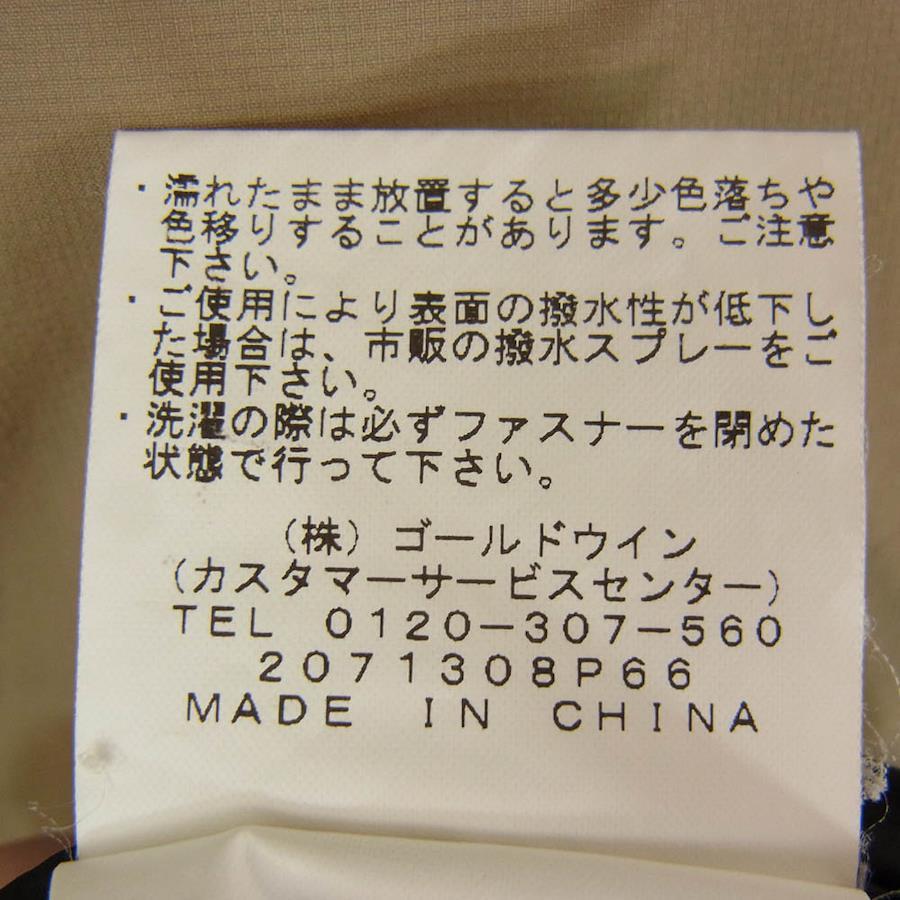 ・濡れたまま放置すると多少色落ちや
色移りすることがあります。ご注意
下さい。
・ご使用により表面の撥水性が低下し
た場合は、市販の撥水スプレーをご
使用下さい。
・洗濯の際は必ずファスナーを閉めた
状態で行って下さい。
(株)ゴールドウイン
(カスタマーサービスセンター)
TEL 0120-307-560
2071308P66
MADE IN CHINA